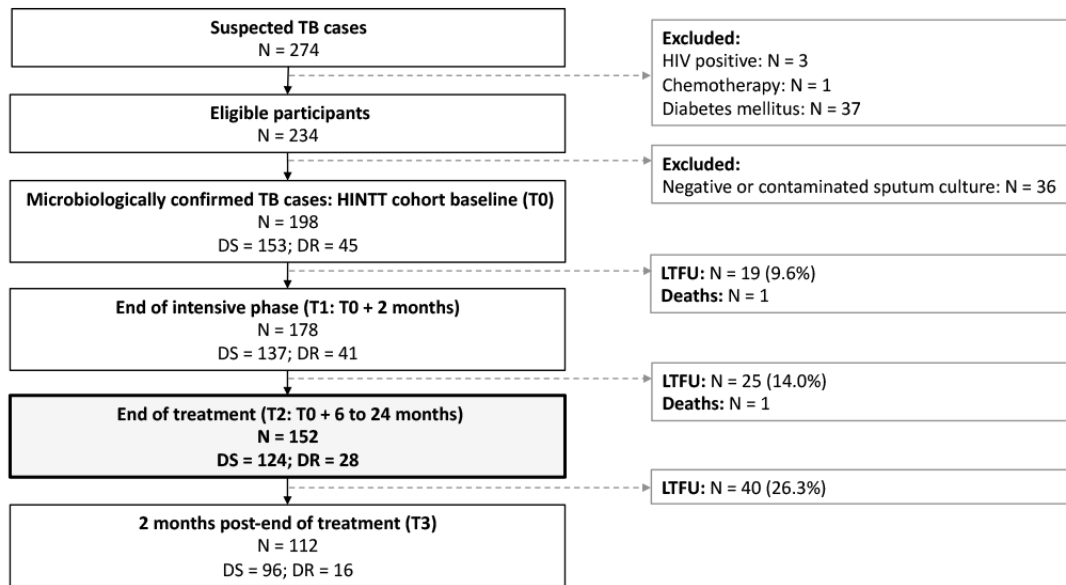 Suspected TB cases
N = 274
Excluded:
HIV positive: N = 3
Chemotherapy: N = 1
Diabetes mellitus: N = 37
Eligible participants
N = 234
Excluded:
Negative or contaminated sputum culture: N = 36
Microbiologically confirmed TB cases: HINTT cohort baseline (T0)
N = 198
DS = 153; DR = 45
LTFU: N = 19 (9.6%)
Deaths: N = 1
End of intensive phase (T1: T0 + 2 months)
N = 178
DS = 137; DR = 41
LTFU: N = 25 (14.0%)
Deaths: N = 1
End of treatment (T2: T0 + 6 to 24 months)
N = 152
DS = 124; DR = 28
LTFU: N = 40 (26.3%)
2 months post-end of treatment (T3)
N = 112
DS = 96; DR = 16